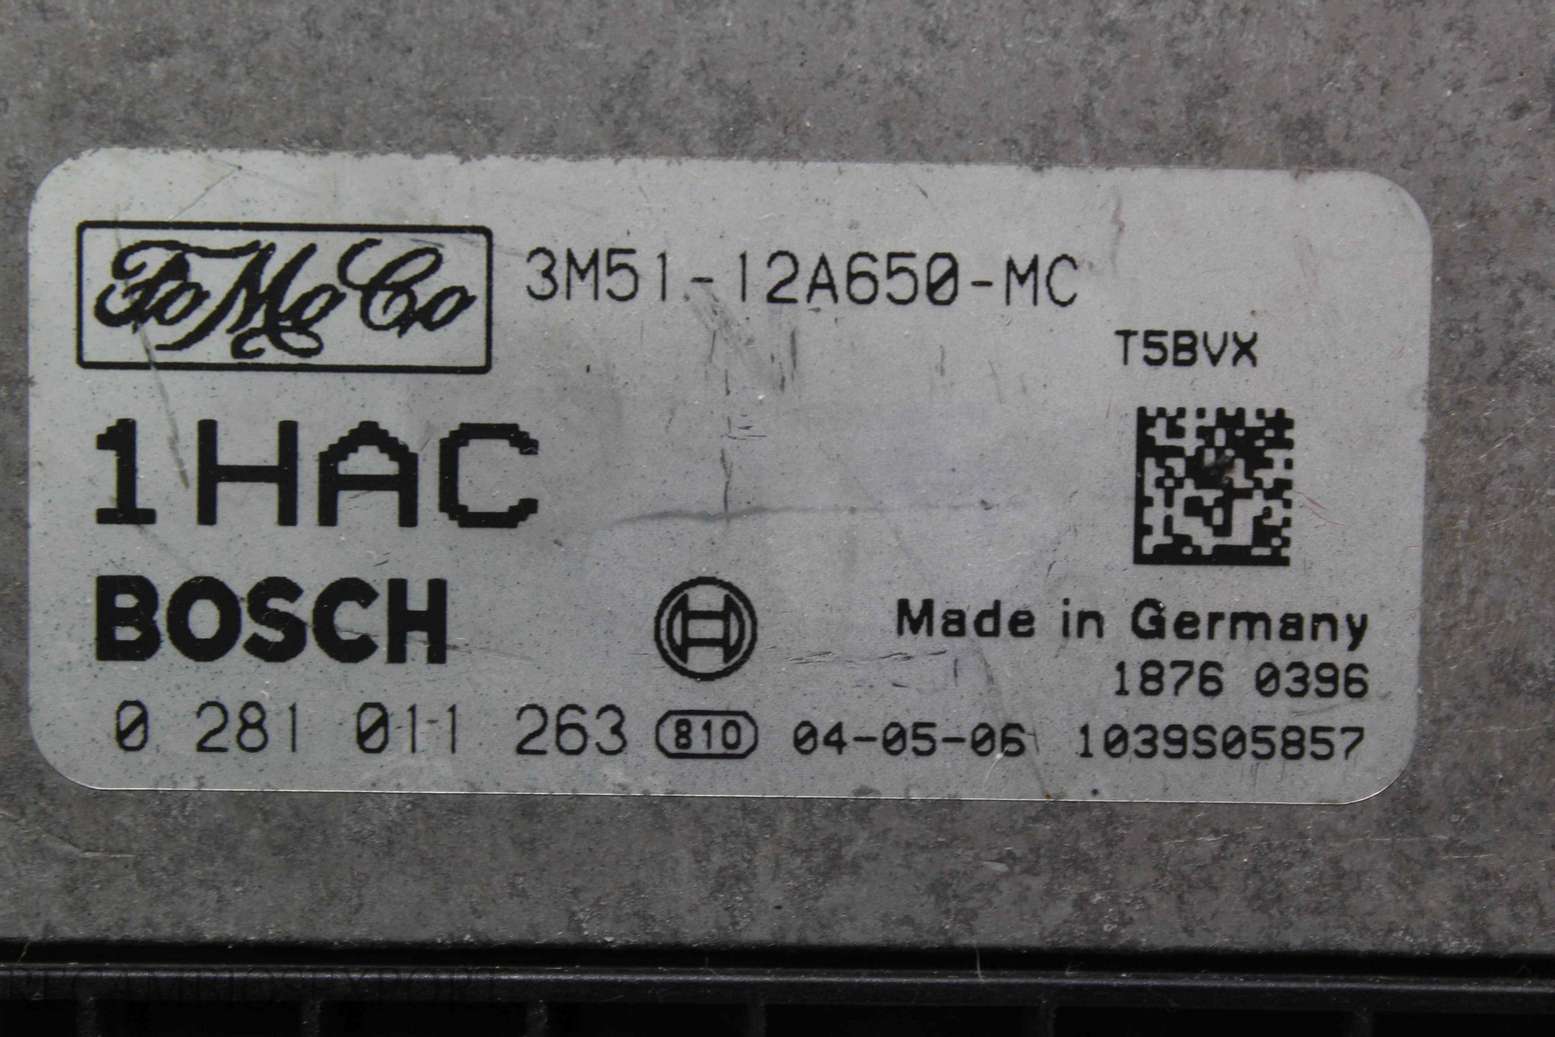 FoMoCo 3M51-12A650-MC
T5BVX
1HAC
BOSCH
Made in Germany
1876 0396
0 281 011 263 810 04-05-06 1039S05857